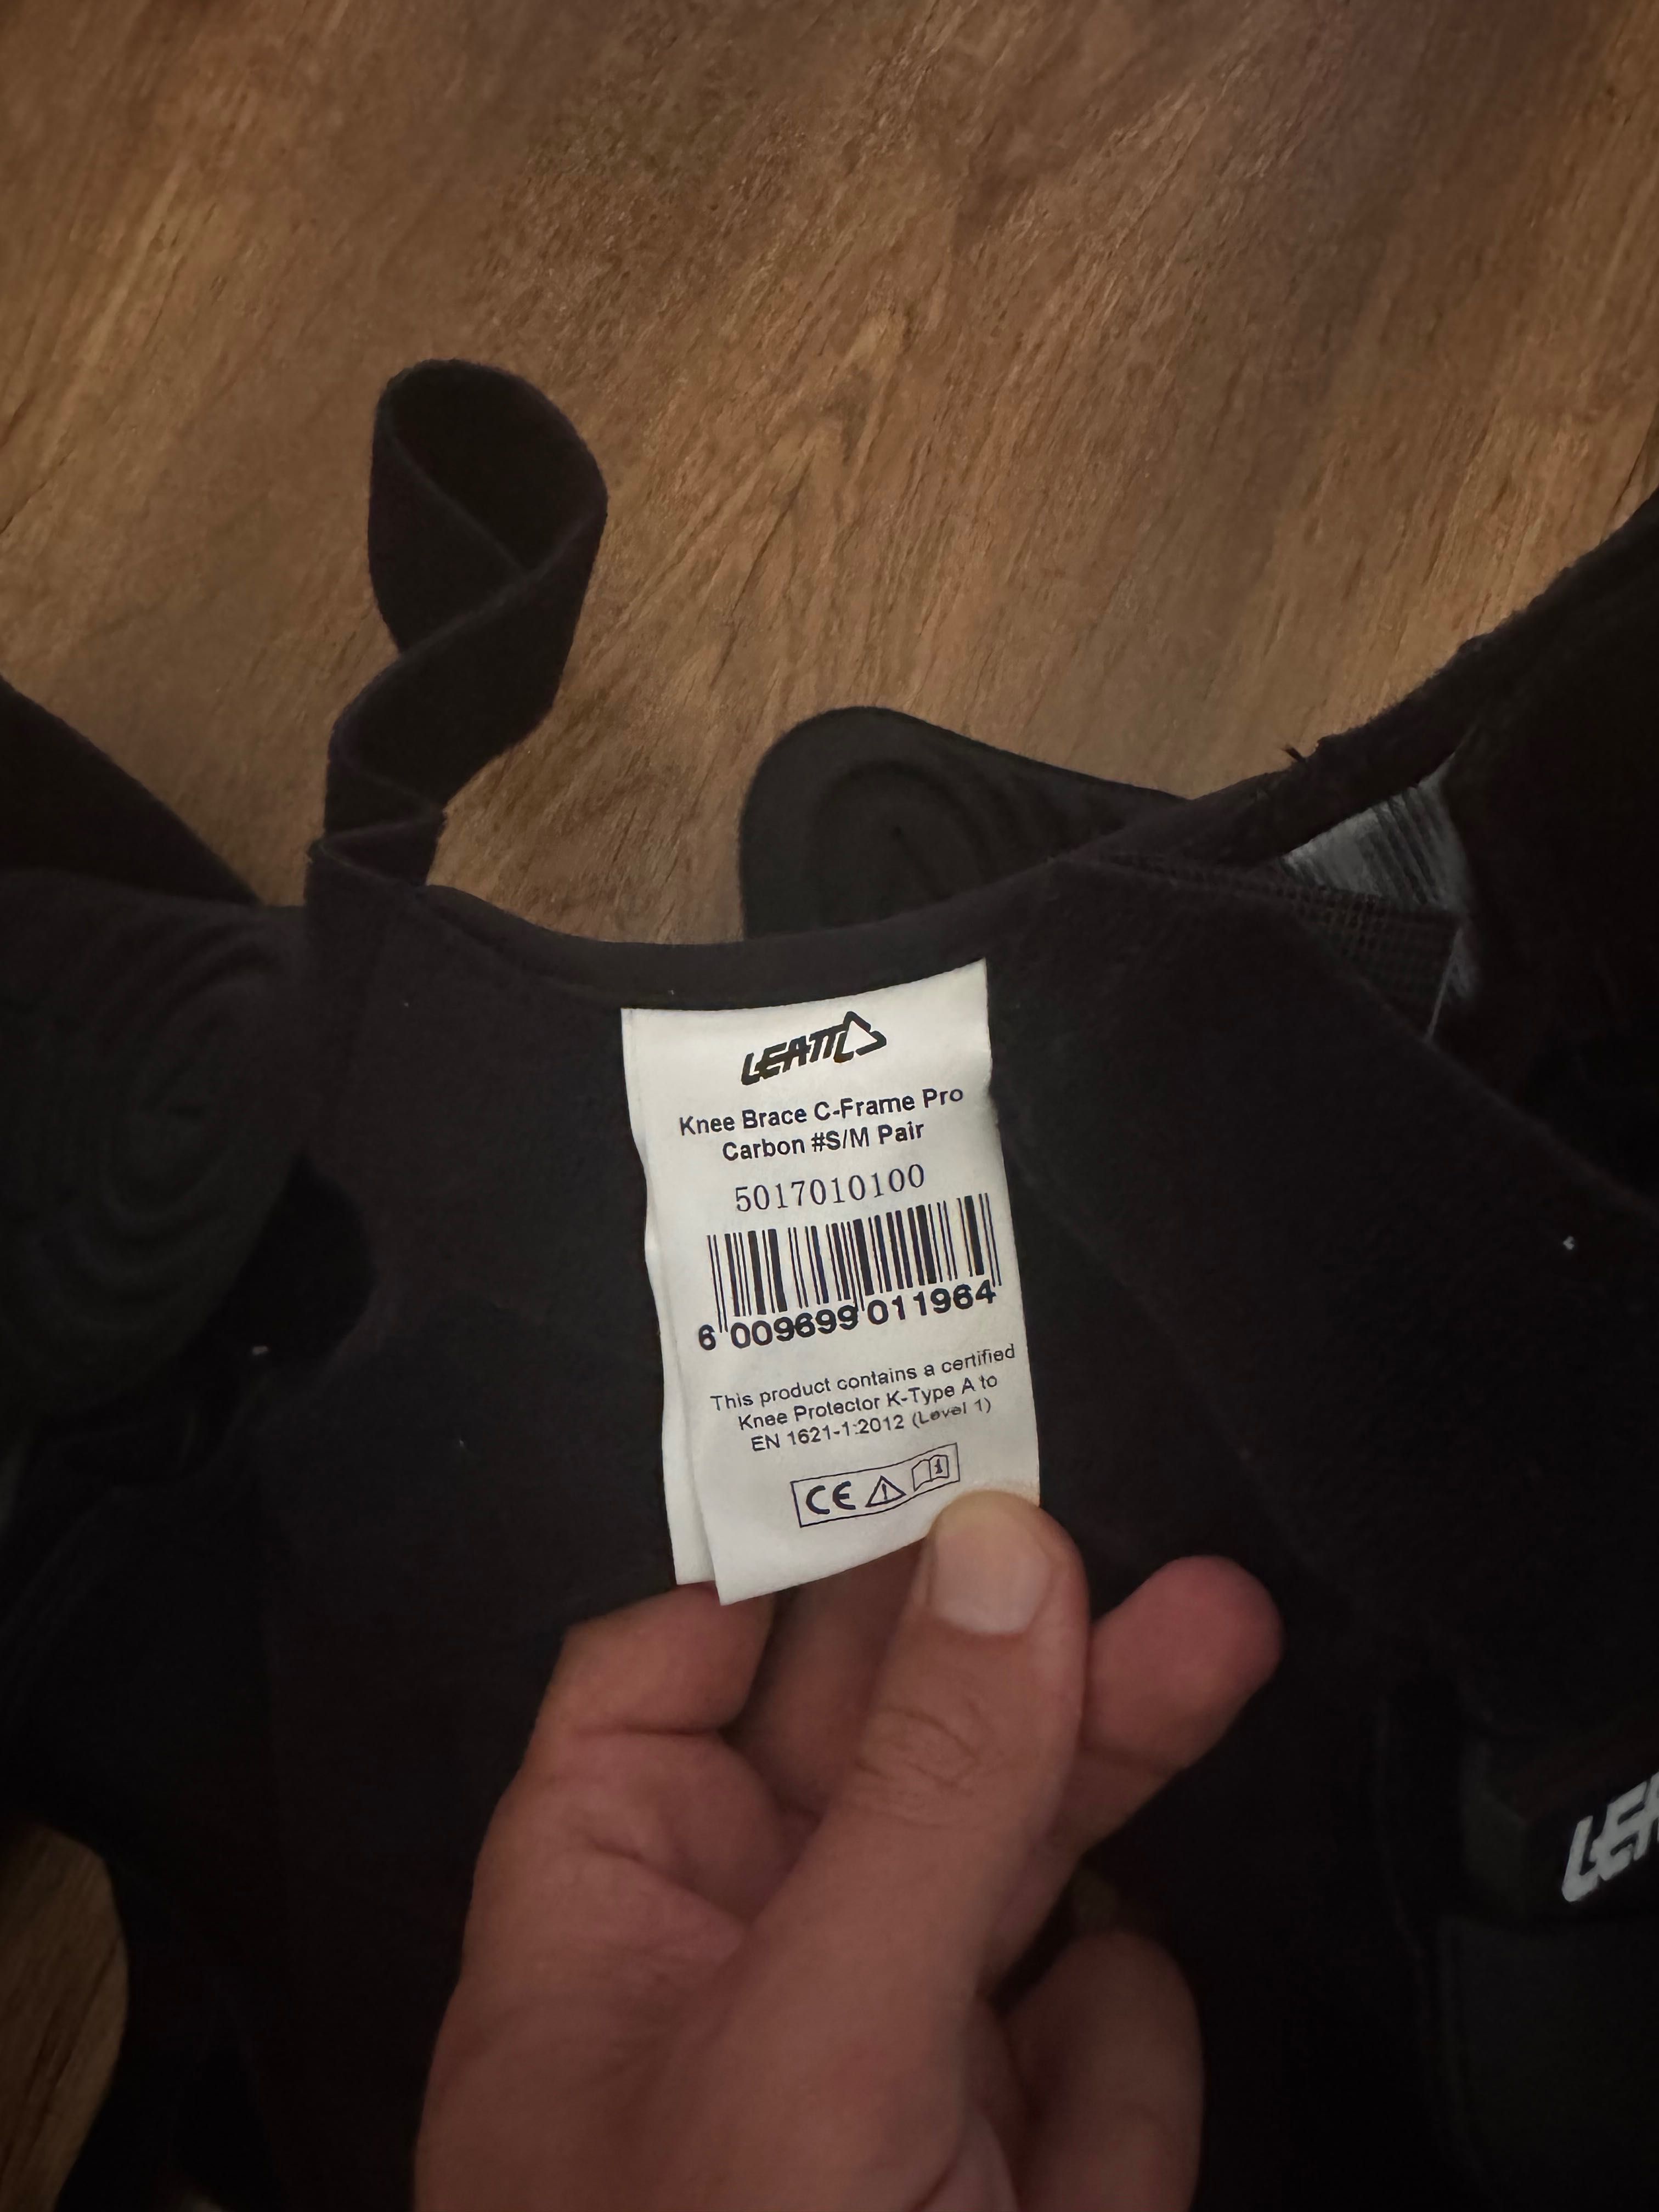 LEATT
Knee Brace C-Frame Pro
Carbon #S/M Pair
5017010100
6 009699 011964
This product contains a certified
Knee Protector K-Type A to
EN 1621-1:2012 (Level 1)
CE
LEA